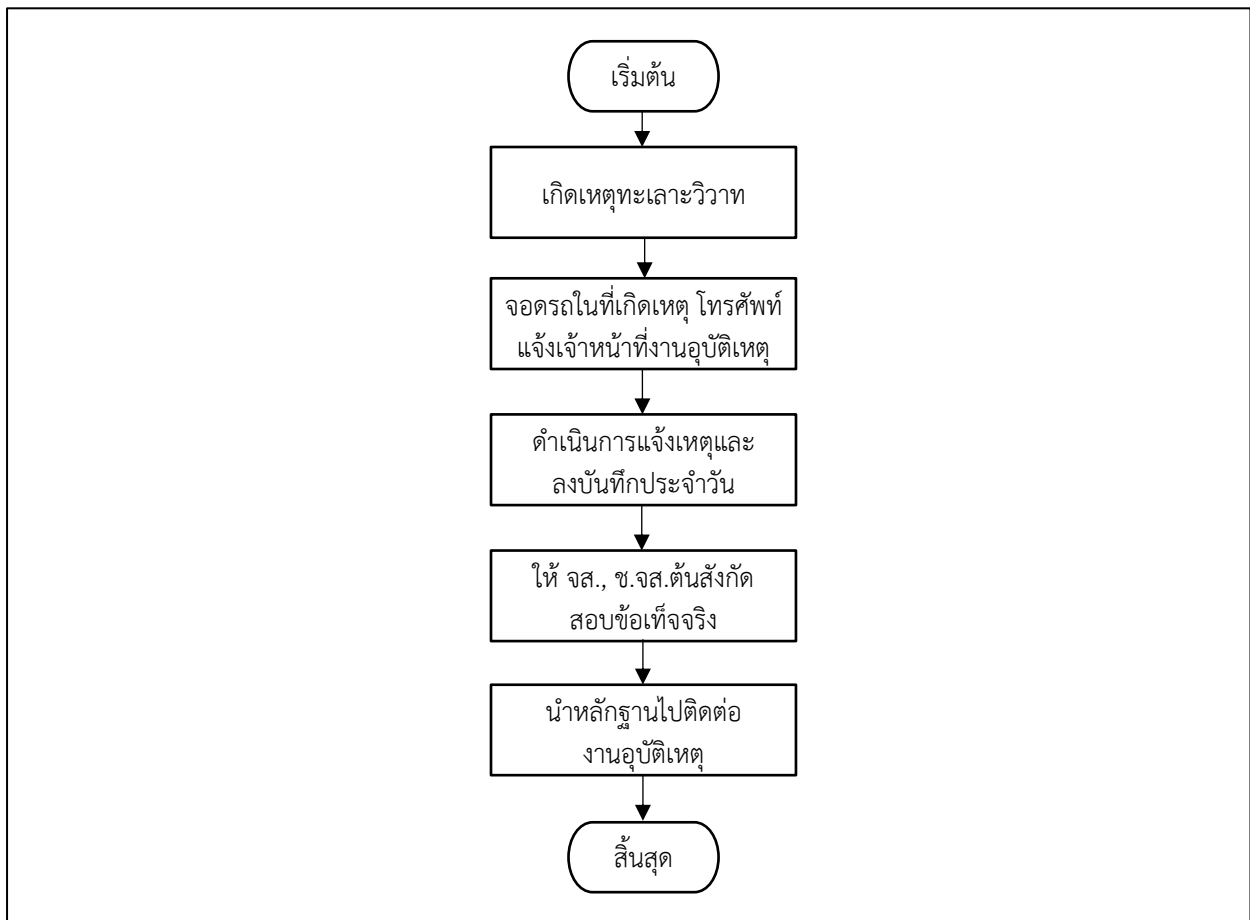 เริ่มต้น
เกิดเหตุทะเลาะวิวาท
จอดรถในที่เกิดเหตุ โทรศัพท์
แจ้งเจ้าหน้าที่งานอุบัติเหตุ
ดำเนินการแจ้งเหตุและ
ลงบันทึกประจำวัน
ให้ จส., ช.จส.ต้นสังกัด
สอบข้อเท็จจริง
นำหลักฐานไปติดต่อ
งานอุบัติเหตุ
สิ้นสุด